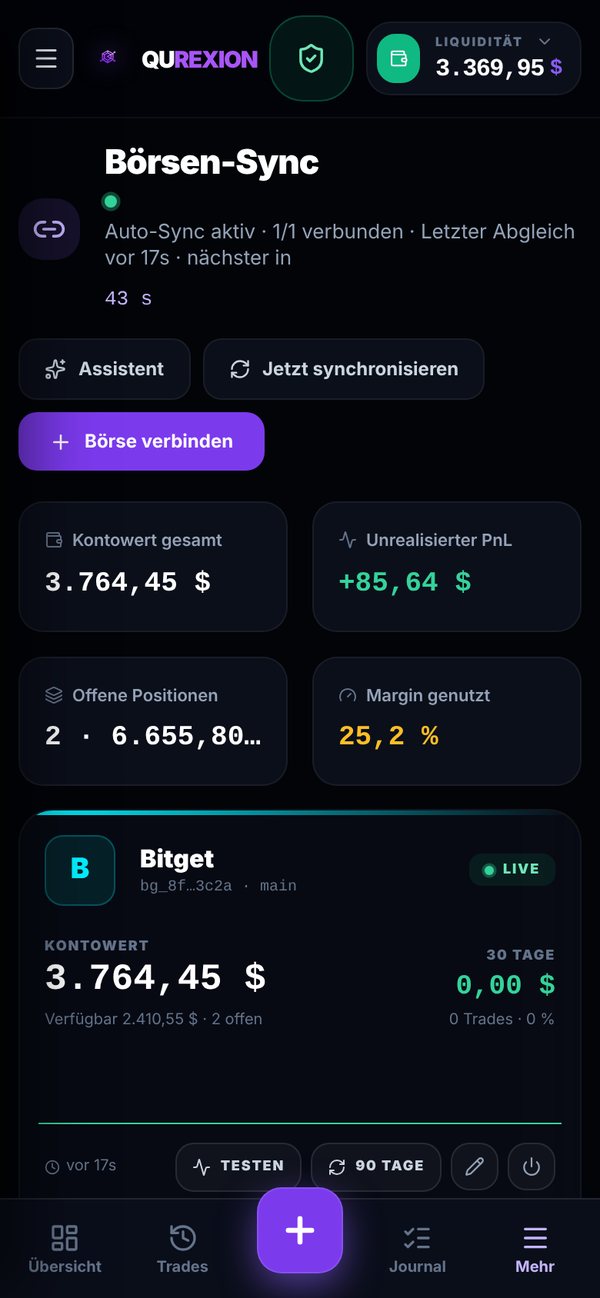 QUREXION
LIQUIDITÄT
3.369,95 $
Börsen-Sync
Auto-Sync aktiv · 1/1 verbunden · Letzter Abgleich
vor 17s · nächster in
43 s
Assistent
Jetzt synchronisieren
Börse verbinden
Kontowert gesamt
3.764,45 $
Unrealisierter PnL
+85,64 $
Offene Positionen
2 · 6.655,80…
Margin genutzt
25,2 %
B
Bitget
bg_8f…3c2a · main
LIVE
KONTOWERT
3.764,45 $
Verfügbar 2.410,55 $ · 2 offen
30 TAGE
0,00 $
0 Trades · 0 %
vor 17s
TESTEN
90 TAGE
Übersicht
Trades
Journal
Mehr